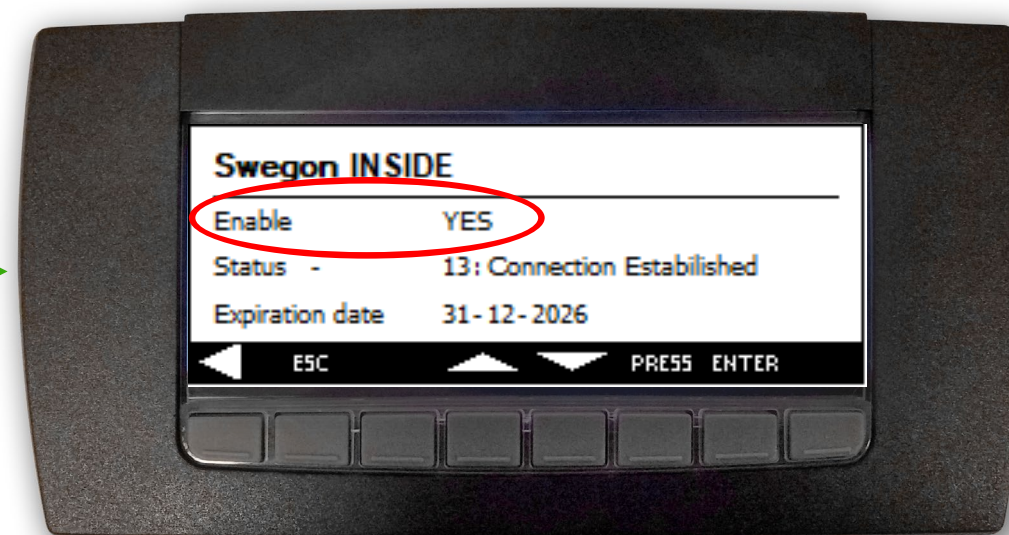 Swegon INSIDE
Enable YES
Status - 13: Connection Estabilished
Expiration date 31-12-2026
ESC PRESS ENTER